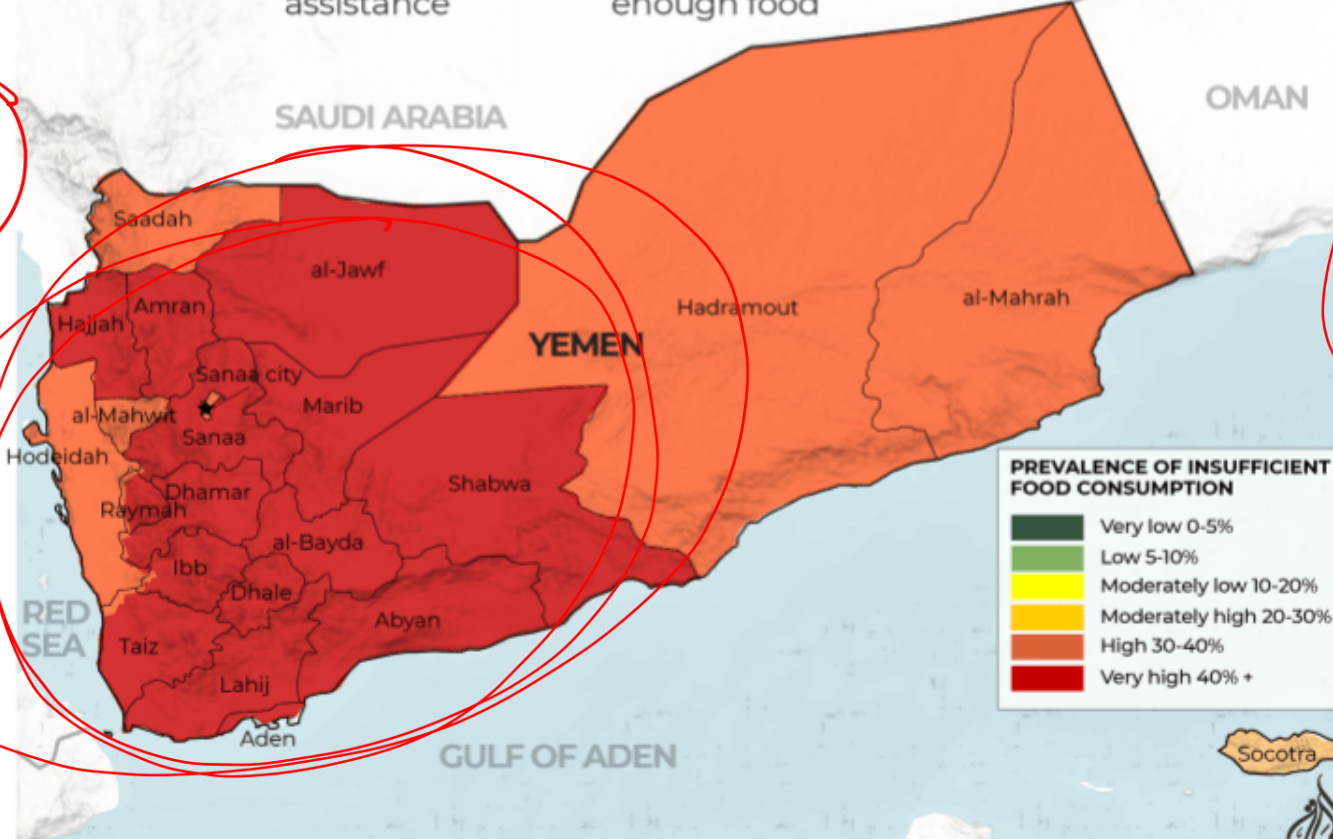 assistance
enough food
SAUDI ARABIA
OMAN
Saadah
al-Jawf
Hadramout
al-Mahrah
Amran
Hajjah
YEMEN
Sanaa city
Marib
al-Mahwit
Sanaa
Hodeidah
Shabwa
Dhamar
Raymah
al-Bayda
Ibb
Dhale
RED
SEA
Abyan
Taiz
Lahij
Aden
GULF OF ADEN
PREVALENCE OF INSUFFICIENT
FOOD CONSUMPTION
Very low 0-5%
Low 5-10%
Moderately low 10-20%
Moderately high 20-30%
High 30-40%
Very high 40% +
Socotra